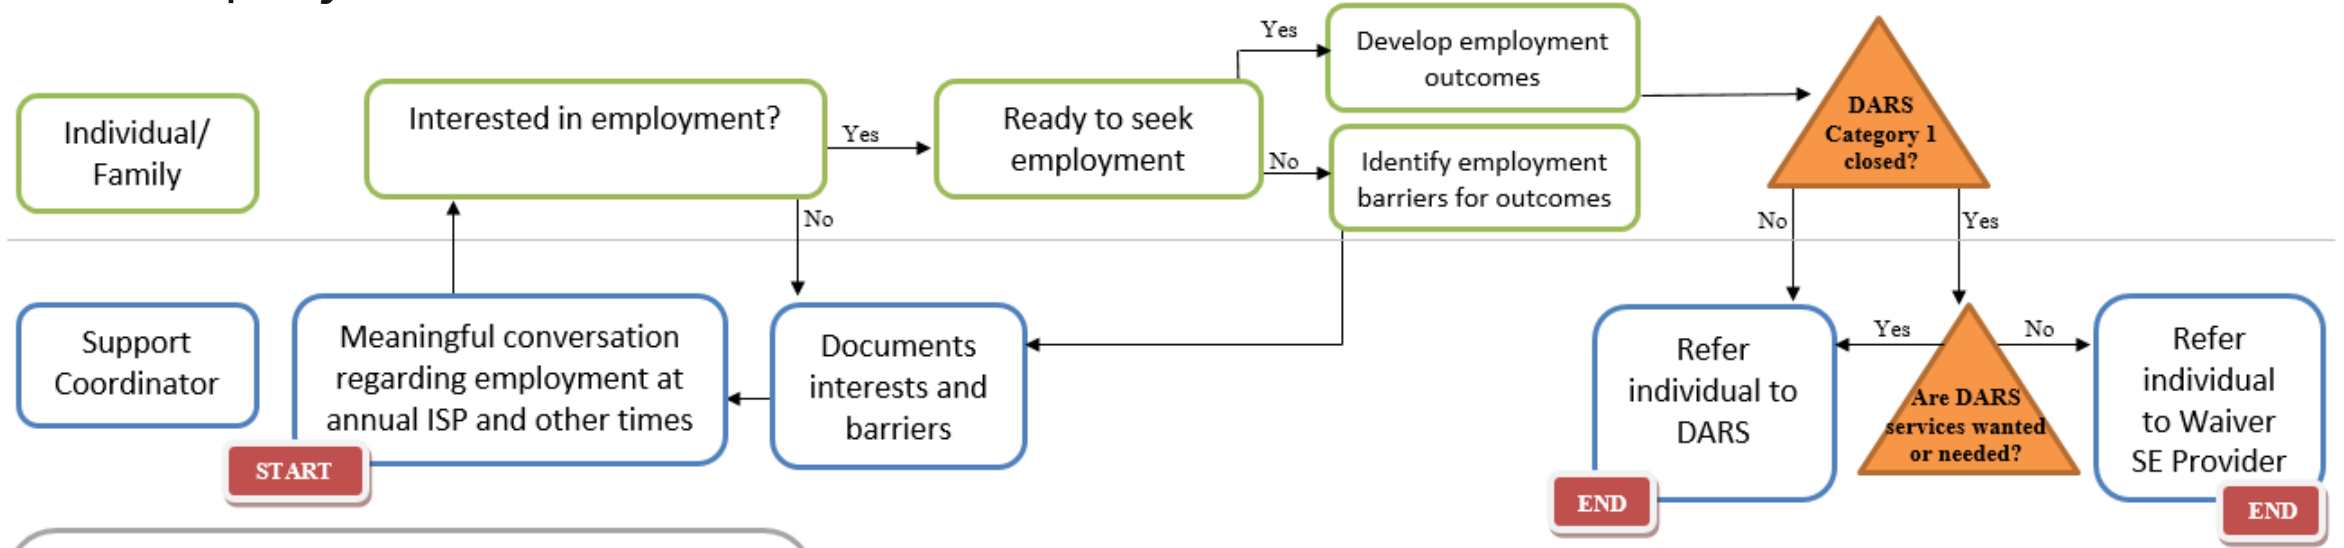 Individual/
Family
Interested in employment?
Yes
No
Ready to seek
employment
Yes
No
Develop employment
outcomes
Identify employment
barriers for outcomes
DARS
Category 1
closed?
No
Yes
Support
Coordinator
Meaningful conversation
regarding employment at
annual ISP and other times
START
Documents
interests and
barriers
Refer
individual to
DARS
END
Yes
No
Are DARS
services wanted
or needed?
Refer
individual
to Waiver
SE Provider
END